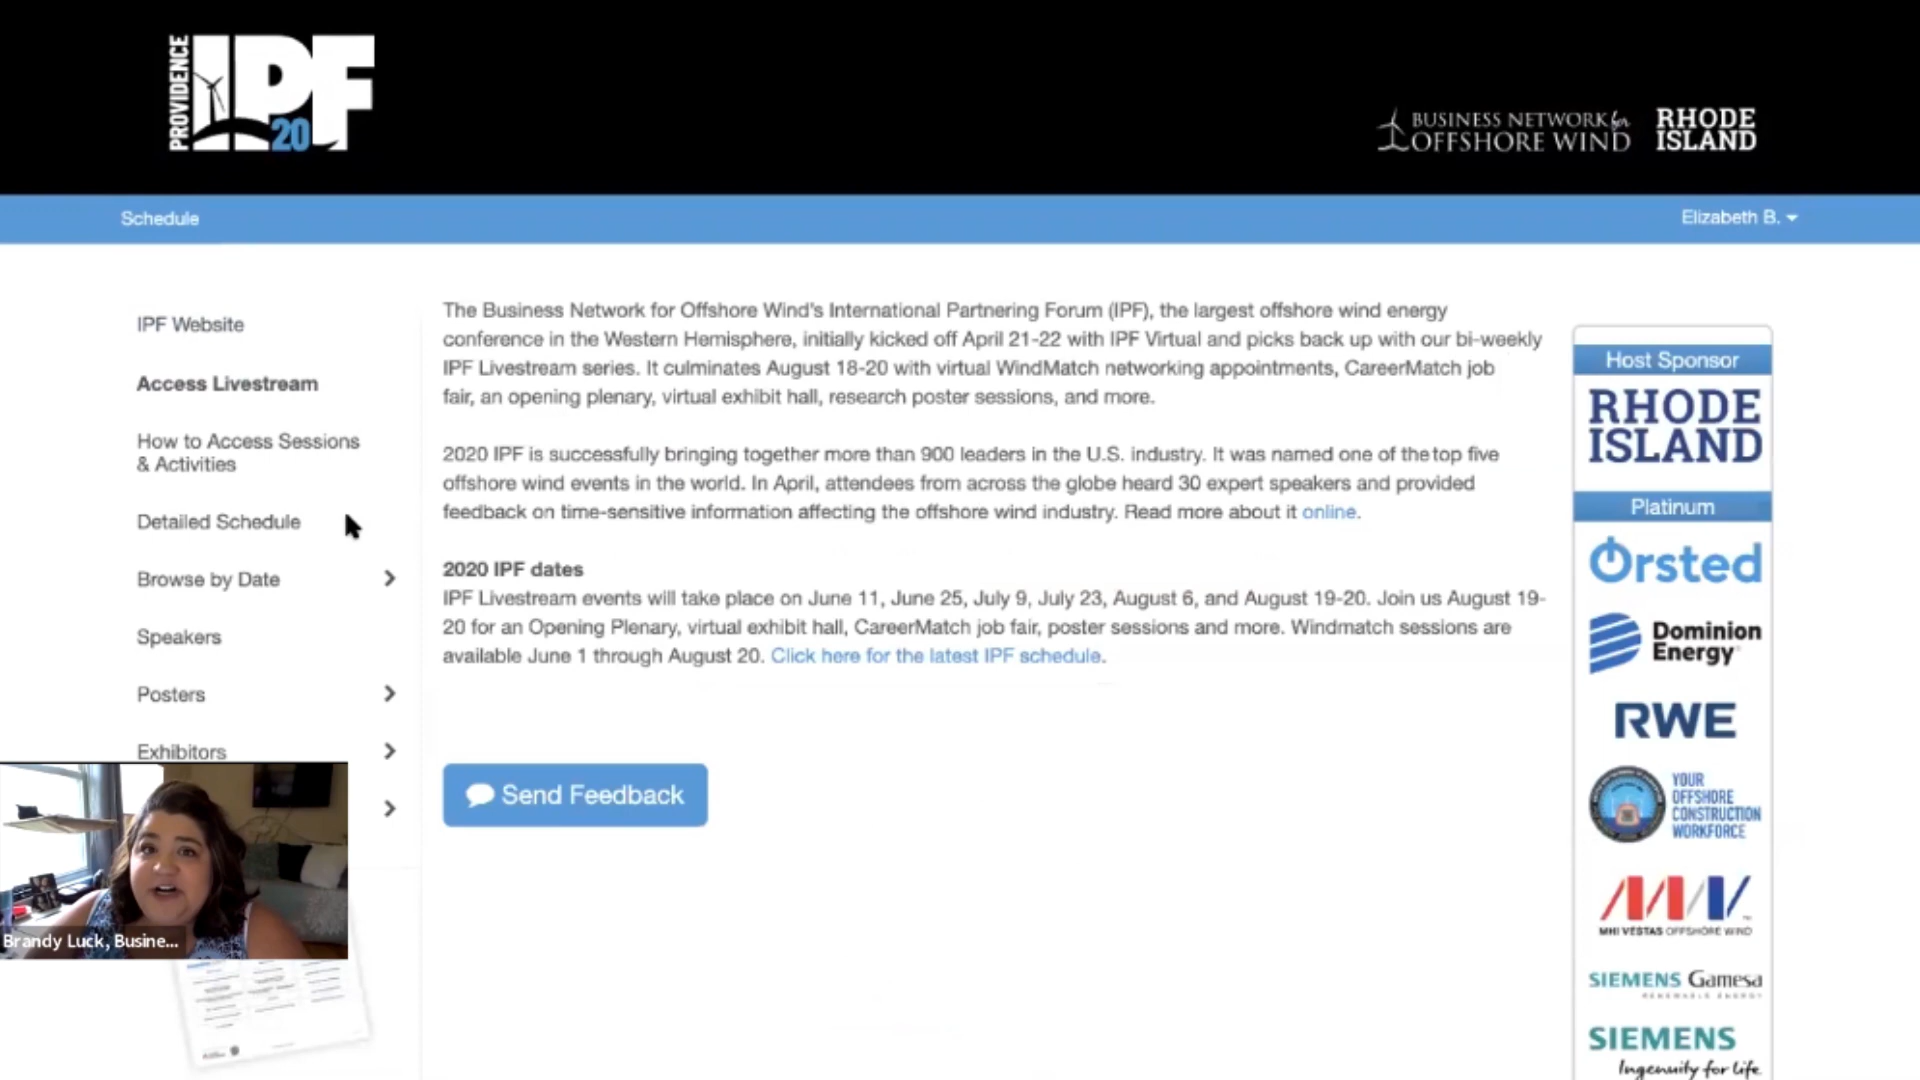 PROVIDENCE
IPF
20
BUSINESS NETWORK for
OFFSHORE WIND
RHODE
ISLAND
Schedule
Elizabeth B.
IPF Website
Access Livestream
How to Access Sessions
& Activities
Detailed Schedule
Browse by Date
Speakers
Posters
Exhibitors
The Business Network for Offshore Wind's International Partnering Forum (IPF), the largest offshore wind energy
conference in the Western Hemisphere, initially kicked off April 21-22 with IPF Virtual and picks back up with our bi-weekly
IPF Livestream series. It culminates August 18-20 with virtual WindMatch networking appointments, CareerMatch job
fair, an opening plenary, virtual exhibit hall, research poster sessions, and more.
2020 IPF is successfully bringing together more than 900 leaders in the U.S. industry. It was named one of the top five
offshore wind events in the world. In April, attendees from across the globe heard 30 expert speakers and provided
feedback on time-sensitive information affecting the offshore wind industry. Read more about it online.
2020 IPF dates
IPF Livestream events will take place on June 11, June 25, July 9, July 23, August 6, and August 19-20. Join us August 19-
20 for an Opening Plenary, virtual exhibit hall, CareerMatch job fair, poster sessions and more. Windmatch sessions are
available June 1 through August 20. Click here for the latest IPF schedule.
Send Feedback
Host Sponsor
RHODE
ISLAND
Platinum
Ørsted
Dominion
Energy
RWE
YOUR
OFFSHORE
CONSTRUCTION
WORKFORCE
MHI VESTAS OFFSHORE WIND
SIEMENS Gamesa
RENEWABLE ENERGY
SIEMENS
Ingenuity for life
Brandy Luck, Busine...